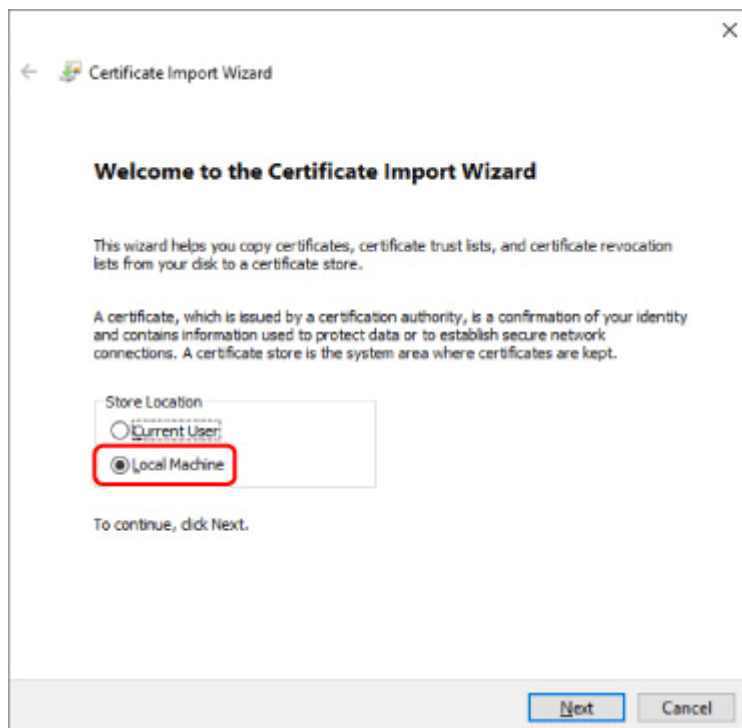 Certificate Import Wizard
Welcome to the Certificate Import Wizard
This wizard helps you copy certificates, certificate trust lists, and certificate revocation
lists from your disk to a certificate store.
A certificate, which is issued by a certification authority, is a confirmation of your identity
and contains information used to protect data or to establish secure network
connections. A certificate store is the system area where certificates are kept.
Store Location
Current User
Local Machine
To continue, click Next.
Next
Cancel